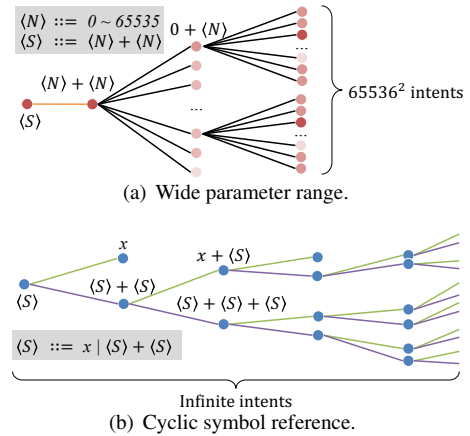 ⟨N⟩ ::= 0 ~ 65535
⟨S⟩ ::= ⟨N⟩ + ⟨N⟩
0 + ⟨N⟩
⟨N⟩ + ⟨N⟩
...
...
...
⟨S⟩
65536² intents
(a) Wide parameter range.
x
x + ⟨S⟩
⟨S⟩
⟨S⟩ + ⟨S⟩
⟨S⟩ + ⟨S⟩ + ⟨S⟩
⟨S⟩ ::= x | ⟨S⟩ + ⟨S⟩
Infinite intents
(b) Cyclic symbol reference.